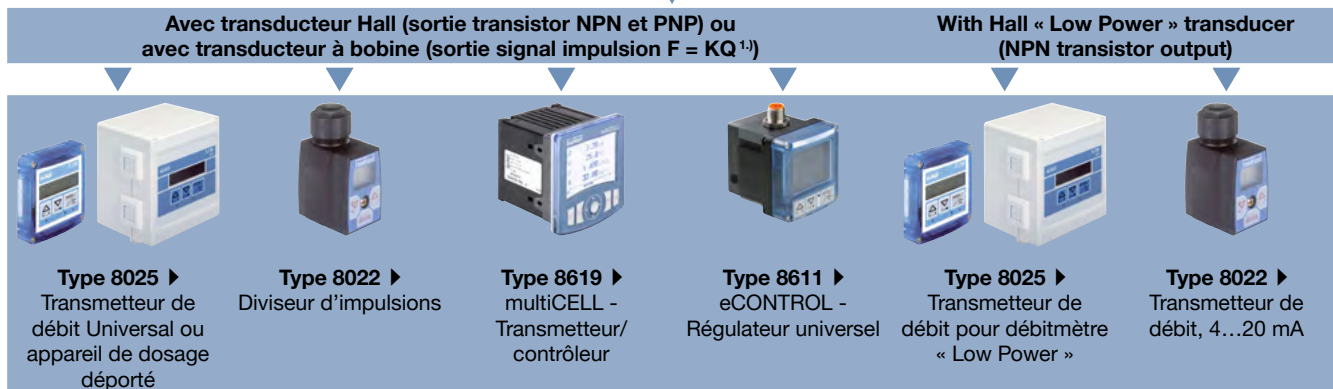 Avec transducteur Hall (sortie transistor NPN et PNP) ou
avec transducteur à bobine (sortie signal impulsion F = KQ 1.))
With Hall « Low Power » transducer
(NPN transistor output)
Type 8025
Transmetteur de
débit Universal ou
appareil de dosage
déporté
Type 8022
Diviseur d’impulsions
Type 8619
multiCELL -
Transmetteur/
contrôleur
Type 8611
eCONTROL -
Régulateur universel
Type 8025
Transmetteur de
débit pour débitmètre
« Low Power »
Type 8022
Transmetteur de
débit, 4…20 mA